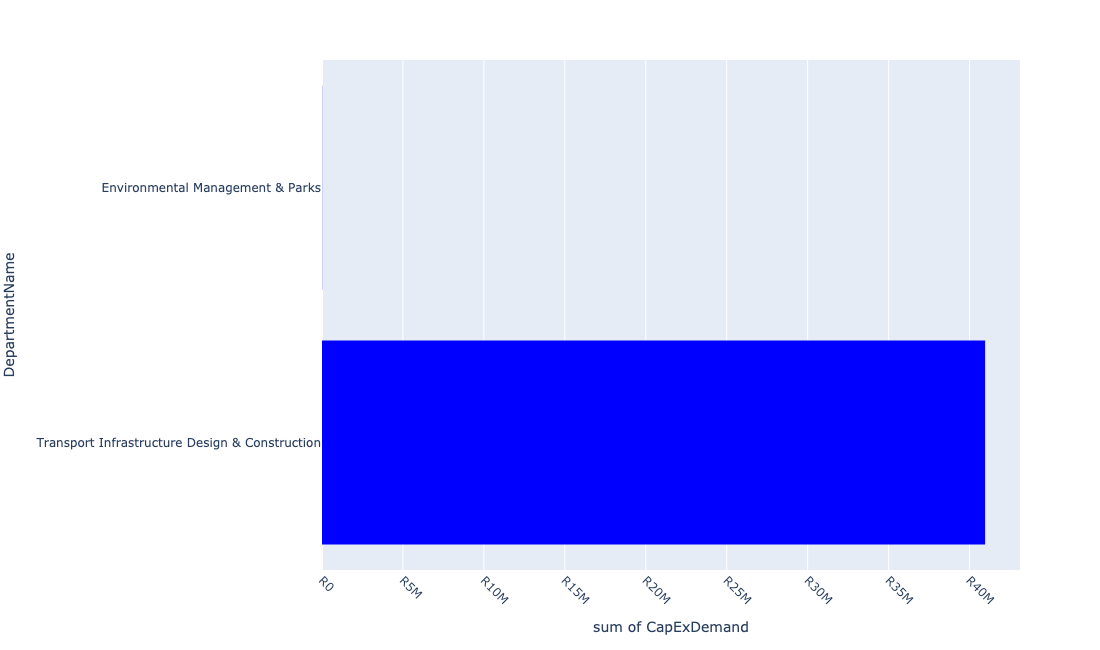 DepartmentName
Environmental Management & Parks
Transport Infrastructure Design & Construction
R0
R5M
R10M
R15M
R20M
R25M
R30M
R35M
R40M
sum of CapExDemand